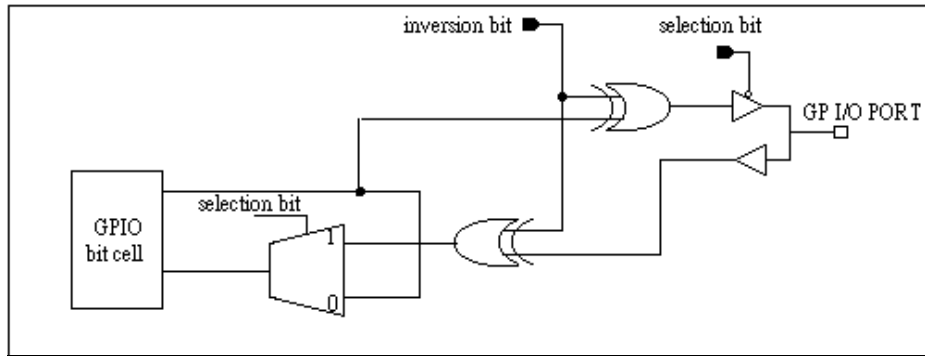 inversion bit
selection bit
GP I/O PORT
selection bit
GPIO
bit cell
1
0